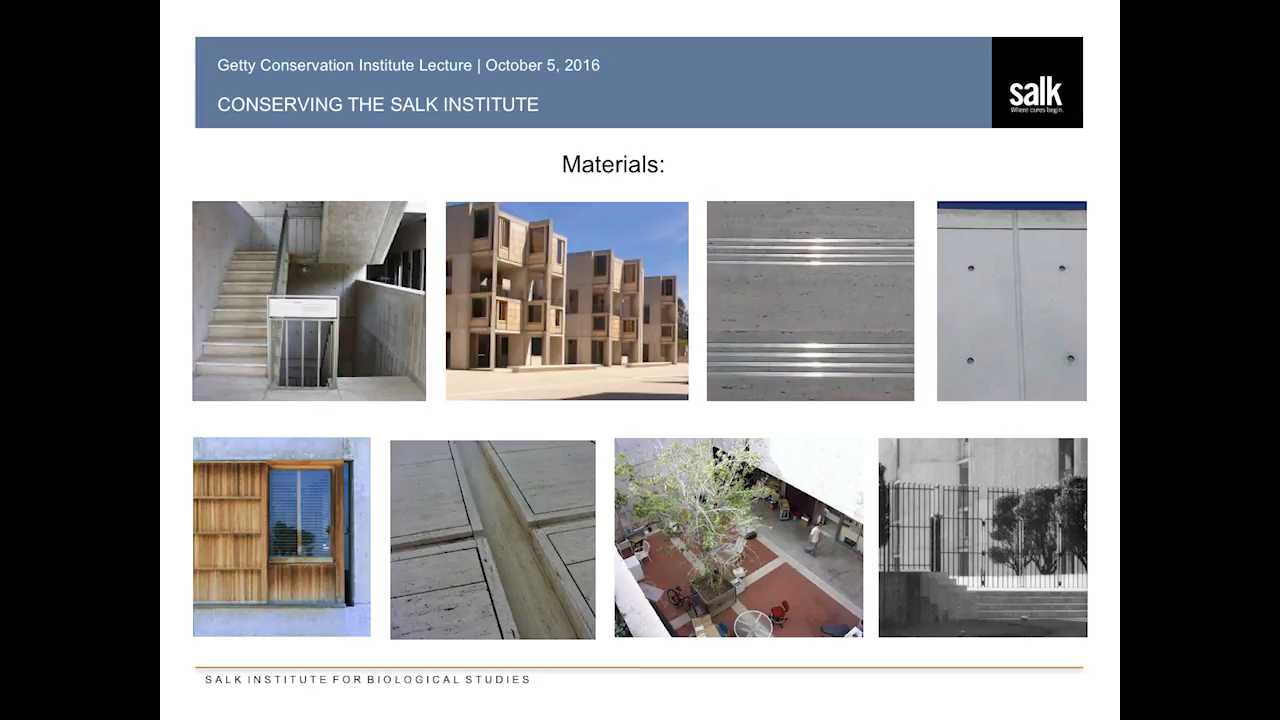 Getty Conservation Institute Lecture | October 5, 2016
CONSERVING THE SALK INSTITUTE
salk
Where cures begin.
Materials:
SALK INSTITUTE FOR BIOLOGICAL STUDIES